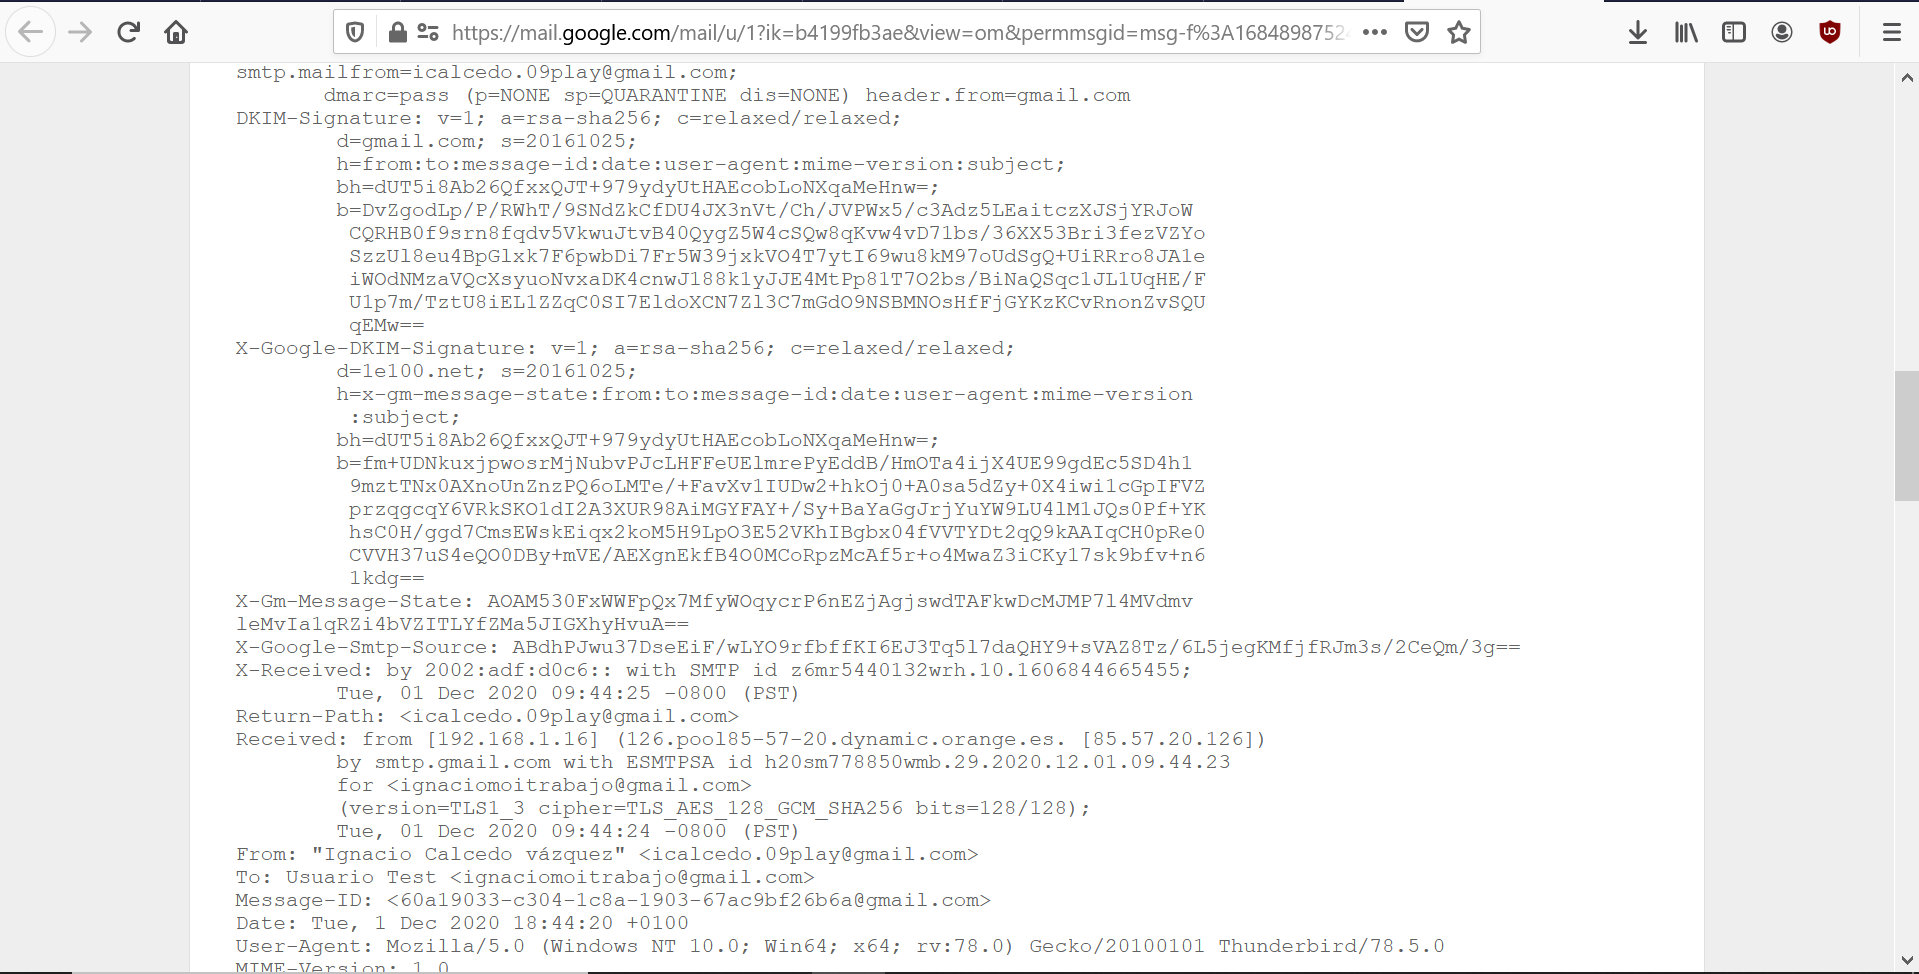 https://mail.google.com/mail/u/1?ik=b4199fb3ae&view=om&permmsgid=msg-f%3A16848987524
smtp.mailfrom=icalcedo.09play@gmail.com;
dmarc=pass (p=NONE sp=QUARANTINE dis=NONE) header.from=gmail.com
DKIM-Signature: v=1; a=rsa-sha256; c=relaxed/relaxed;
d=gmail.com; s=20161025;
h=from:to:message-id:date:user-agent:mime-version:subject;
bh=dUT5i8Ab26QfxxQJT+979ydyUtHAEcobLoNXqaMeHnw=;
b=DvZgodLp/P/RWhT/9SNdZkCfDU4JX3nVt/Ch/JVPWx5/c3Adz5LEaitczXJSjYRJoW
CQRHB0f9srn8fqdv5VkwuJtvB40QygZ5W4cSQw8qKvw4vD71bs/36XX53Bri3fezVZYo
SzzUl8eu4BpGlxk7F6pwbDi7Fr5W39jxkVO4T7ytI69wu8kM97oUdSgQ+UiRRro8JA1e
iWOdNMzaVQcXsyuoNvxaDK4cnwJ188k1yJJE4MtPp81T7O2bs/BiNaQSqc1JL1UqHE/F
U1p7m/TztU8iEL1ZZqC0SI7EldoXCN7Zl3C7mGdO9NSBMNOsHfFjGYKzKCvRnonZvSQU
qEMw==
X-Google-DKIM-Signature: v=1; a=rsa-sha256; c=relaxed/relaxed;
d=1e100.net; s=20161025;
h=x-gm-message-state:from:to:message-id:date:user-agent:mime-version
:subject;
bh=dUT5i8Ab26QfxxQJT+979ydyUtHAEcobLoNXqaMeHnw=;
b=fm+UDNkuxjpwosrMjNubvPJcLHFFeUElmrePyEddB/HmOTa4ijX4UE99gdEc5SD4h1
9mztTNx0AXnoUnZnzPQ6oLMTe/+FavXv1IUDw2+hkOj0+A0sa5dZy+0X4iwi1cGpIFVZ
przqgcqY6VRkSKO1dI2A3XUR98AiMGYFAY+/Sy+BaYaGgJrjYuYW9LU4lM1JQs0Pf+YK
hsC0H/ggd7CmsEWskEiqx2koM5H9LpO3E52VKhIBgbx04fVVTYDt2qQ9kAAIqCH0pRe0
CVVH37uS4eQO0DBy+mVE/AEXgnEkfB4O0MCoRpzMcAf5r+o4MwaZ3iCKy17sk9bfv+n6
1kdg==
X-Gm-Message-State: AOAM530FxWWFpQx7MfyWOqycrP6nEZjAgjswdTAFkwDcMJMP7l4MVdmv
leMvIa1qRZi4bVZITLYfZMa5JIGXhyHvuA==
X-Google-Smtp-Source: ABdhPJwu37DseEiF/wLYO9rfbffKI6EJ3Tq5l7daQHY9+sVAZ8Tz/6L5jegKMfjfRJm3s/2CeQm/3g==
X-Received: by 2002:adf:d0c6:: with SMTP id z6mr5440132wrh.10.1606844665455;
Tue, 01 Dec 2020 09:44:25 -0800 (PST)
Return-Path: <icalcedo.09play@gmail.com>
Received: from [192.168.1.16] (126.pool85-57-20.dynamic.orange.es. [85.57.20.126])
by smtp.gmail.com with ESMTPSA id h20sm778850wmb.29.2020.12.01.09.44.23
for <ignaciomoitrabajo@gmail.com>
(version=TLS1_3 cipher=TLS_AES_128_GCM_SHA256 bits=128/128);
Tue, 01 Dec 2020 09:44:24 -0800 (PST)
From: "Ignacio Calcedo vázquez" <icalcedo.09play@gmail.com>
To: Usuario Test <ignaciomoitrabajo@gmail.com>
Message-ID: <60a19033-c304-1c8a-1903-67ac9bf26b6a@gmail.com>
Date: Tue, 1 Dec 2020 18:44:20 +0100
User-Agent: Mozilla/5.0 (Windows NT 10.0; Win64; x64; rv:78.0) Gecko/20100101 Thunderbird/78.5.0
MIME-Version: 1.0